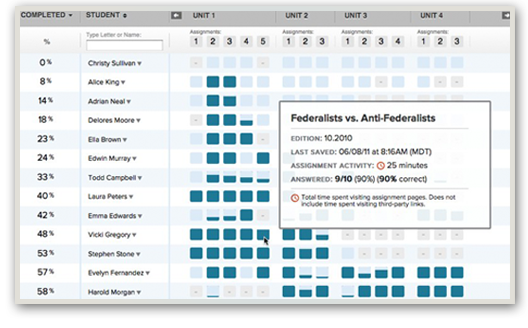 COMPLETED STUDENT UNIT 1 UNIT 2 UNIT 3 UNIT 4
Type Letter or Name: Assignments: Assignments: Assignments: Assignments:
% 1 2 3 4 5 1 2 3 1 2 3 4 1 2 3
0 % Christy Sullivan - -
8 % Alice King - -
14 % Adrian Neal
18 % Delores Moore -
23 % Ella Brown -
24 % Edwin Murray
33 % Todd Campbell
40 % Laura Peters
42 % Emma Edwards -
48 % Vicki Gregory - - - - - - -
53 % Stephen Stone - - - - - - -
57 % Evelyn Fernandez - -
58 % Harold Morgan - - - - -
Federalists vs. Anti-Federalists
EDITION: 10.2010
LAST SAVED: 06/08/11 at 8:16AM (MDT)
ASSIGNMENT ACTIVITY: 25 minutes
ANSWERED: 9/10 (90%) (90% correct)
Total time spent visiting assignment pages. Does not
include time spent visiting third-party links.